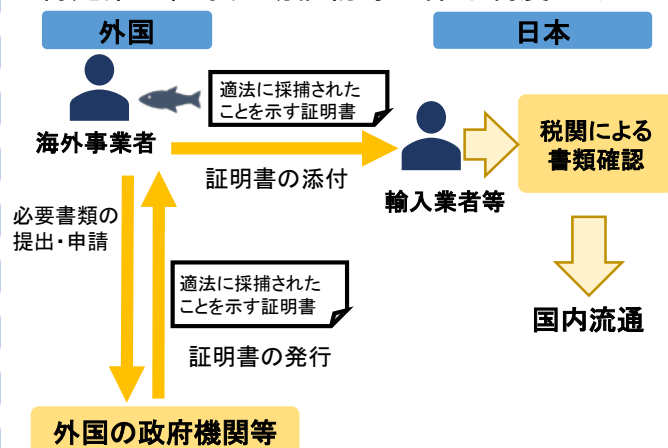 外国
日本
適法に採捕された
ことを示す証明書
海外事業者
証明書の添付
輸入業者等
税関による
書類確認
必要書類の
提出・申請
適法に採捕された
ことを示す証明書
証明書の発行
国内流通
外国の政府機関等